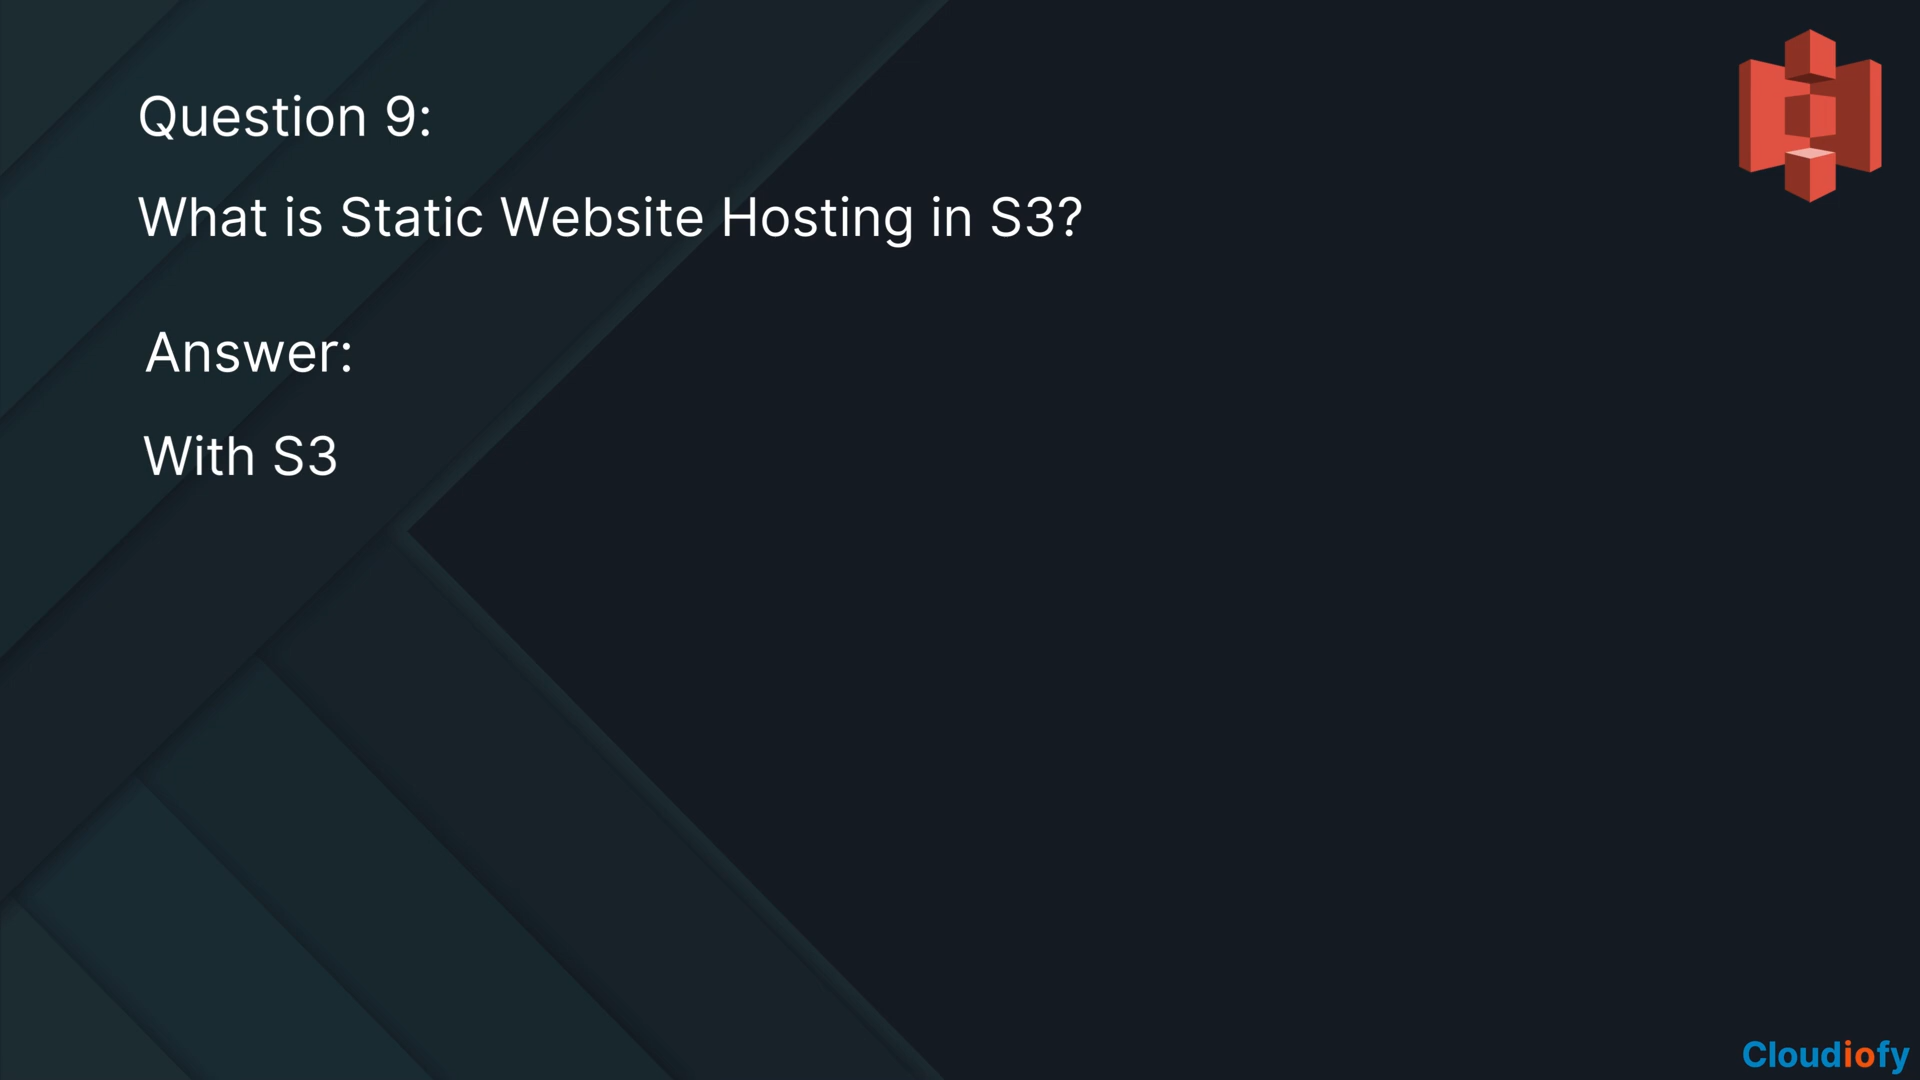 Question 9:
What is Static Website Hosting in S3?
Answer:
With S3
Cloudiofy